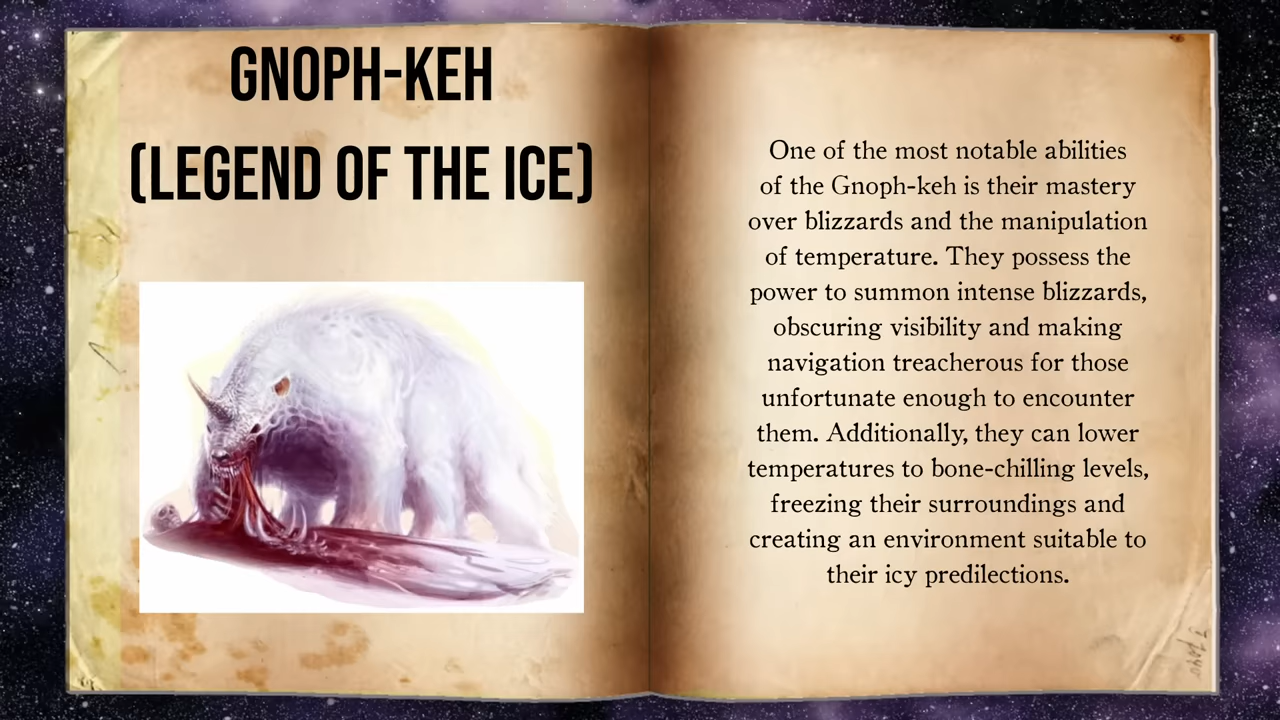 GNOPH-KEH
(LEGEND OF THE ICE)
One of the most notable abilities
of the Gnoph-keh is their mastery
over blizzards and the manipulation
of temperature. They possess the
power to summon intense blizzards,
obscuring visibility and making
navigation treacherous for those
unfortunate enough to encounter
them. Additionally, they can lower
temperatures to bone-chilling levels,
freezing their surroundings and
creating an environment suitable to
their icy predilections.